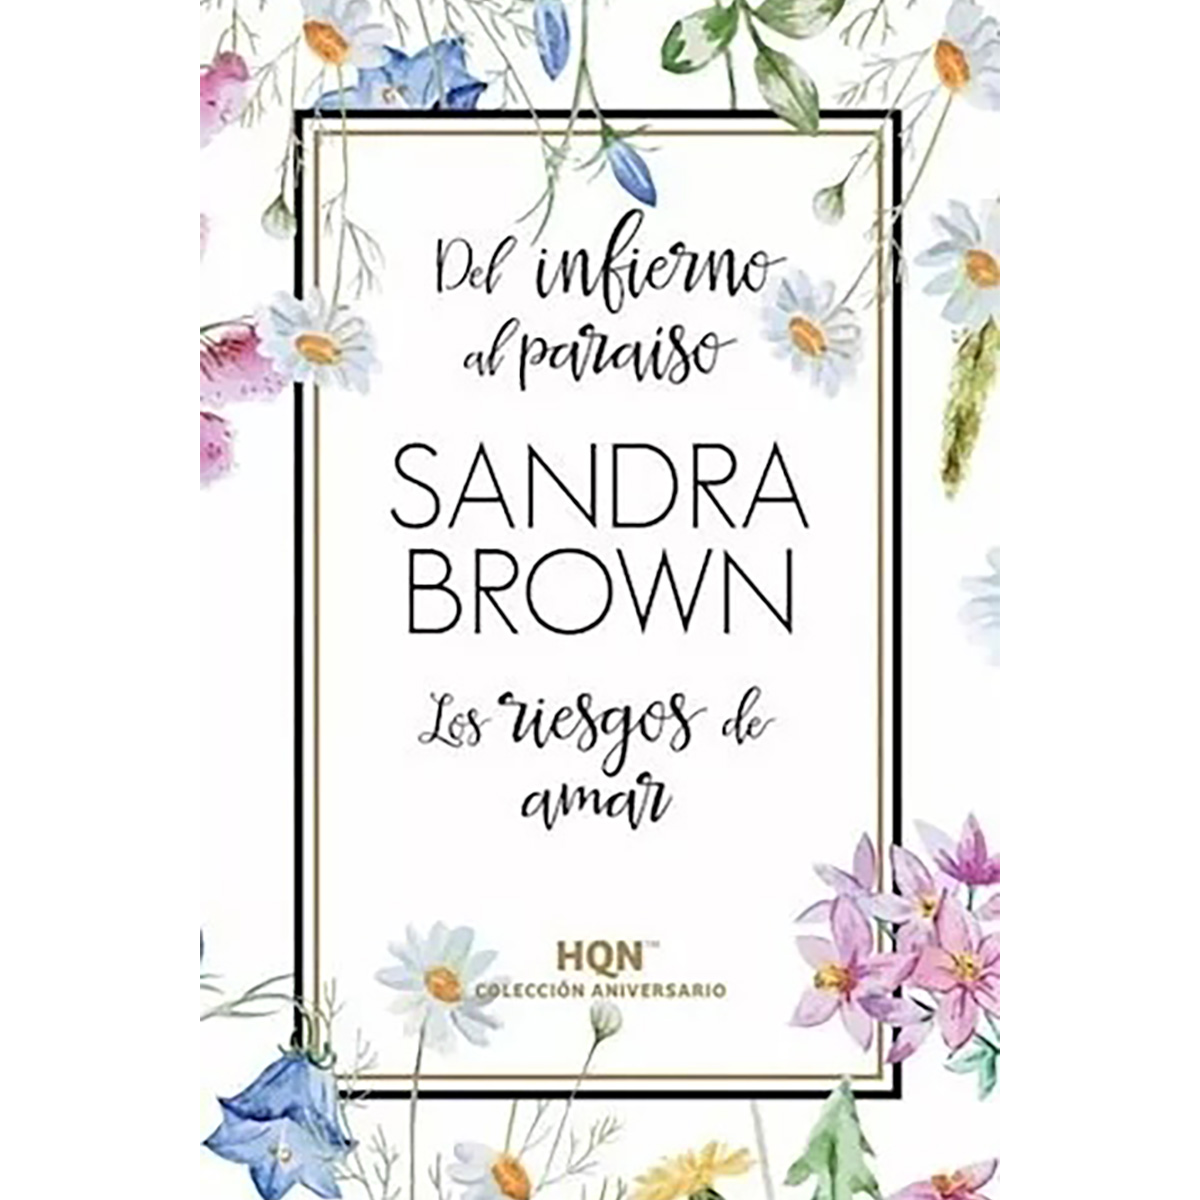 Del infierno
al paraíso
SANDRA
BROWN
Los riesgos de
amar
HQN™
COLECCIÓN ANIVERSARIO